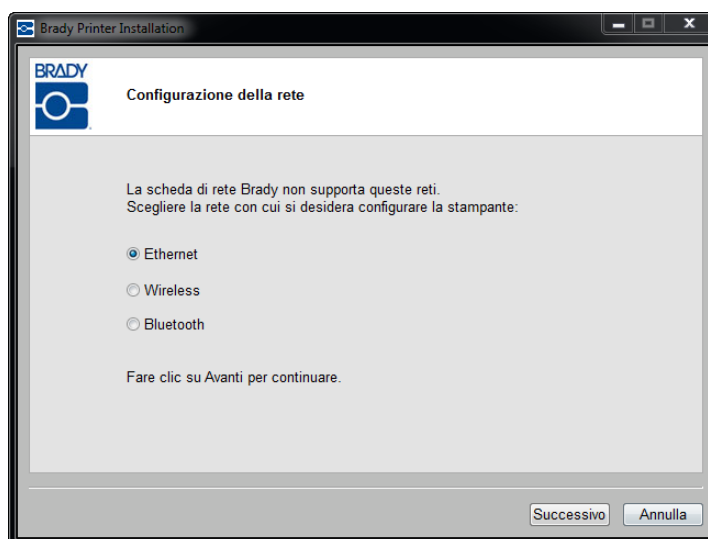 Brady Printer Installation
BRADY
Configurazione della rete
La scheda di rete Brady non supporta queste reti.
Scegliere la rete con cui si desidera configurare la stampante:
Ethernet
Wireless
Bluetooth
Fare clic su Avanti per continuare.
Successivo Annulla